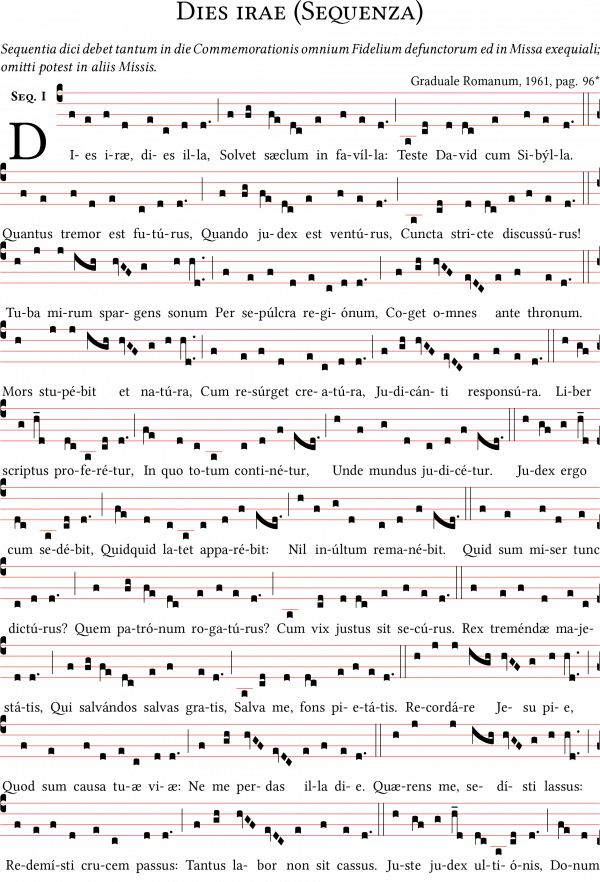 Dies irae (Sequenza)
Sequentia dici debet tantum in die Commemorationis omnium Fidelium defunctorum ed in Missa exequiali;
omitti potest in aliis Missis.
Graduale Romanum, 1961, pag. 96*
Seq. I
D I- es i-ræ, di- es il-la, Solvet sæclum in fa-víl-la: Teste Da-vid cum Si-býl-la.
Quantus tremor est fu-tú-rus, Quando ju-dex est ventú-rus, Cuncta stri-cte discussú-rus!
Tu-ba mi-rum spar- gens sonum Per se-púlcra re-gi- ónum, Co-get o-mnes ante thronum.
Mors stu-pé-bit et na-tú-ra, Cum re-súrget cre-a-tú-ra, Ju-di-cán- ti responsú-ra. Li-ber
scriptus pro-fe-ré-tur, In quo to-tum conti-né-tur, Unde mundus ju-di-cé-tur. Ju-dex ergo
cum se-dé-bit, Quidquid la-tet appa-ré-bit: Nil in-últum rema-né-bit. Quid sum mi-ser tunc
dictú-rus? Quem pa-tró-num ro-ga-tú-rus? Cum vix justus sit se-cú-rus. Rex treméndæ ma-je-
stá-tis, Qui salvándos salvas gra-tis, Salva me, fons pi- e-tá-tis. Re-cordá-re Je- su pi- e,
Quod sum causa tu-æ vi-æ: Ne me per-das il-la di-e. Quæ-rens me, se- dí- sti lassus:
Re-demí-sti cru-cem passus: Tantus la- bor non sit cassus. Ju-ste ju-dex ul-ti- ó-nis, Do-num